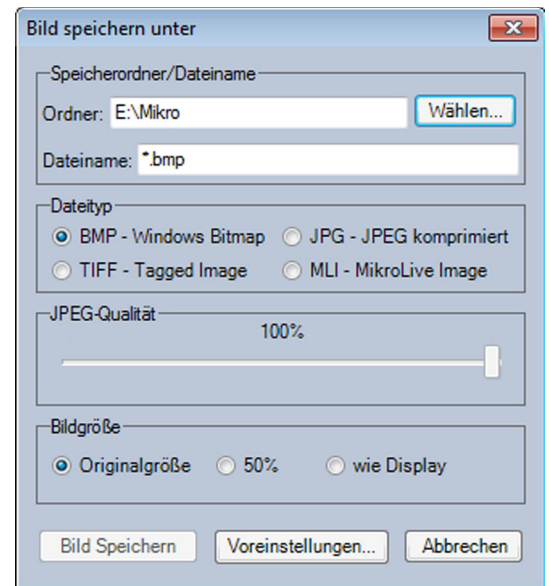 Bild speichern unter
Speicherordner/Dateiname
Ordner: E:\Mikro Wählen...
Dateiname: *.bmp
Dateityp
BMP - Windows Bitmap JPG - JPEG komprimiert
TIFF - Tagged Image MLI - MikroLive Image
JPEG-Qualität
100%
Bildgröße
Originalgröße 50% wie Display
Bild Speichern Voreinstellungen... Abbrechen